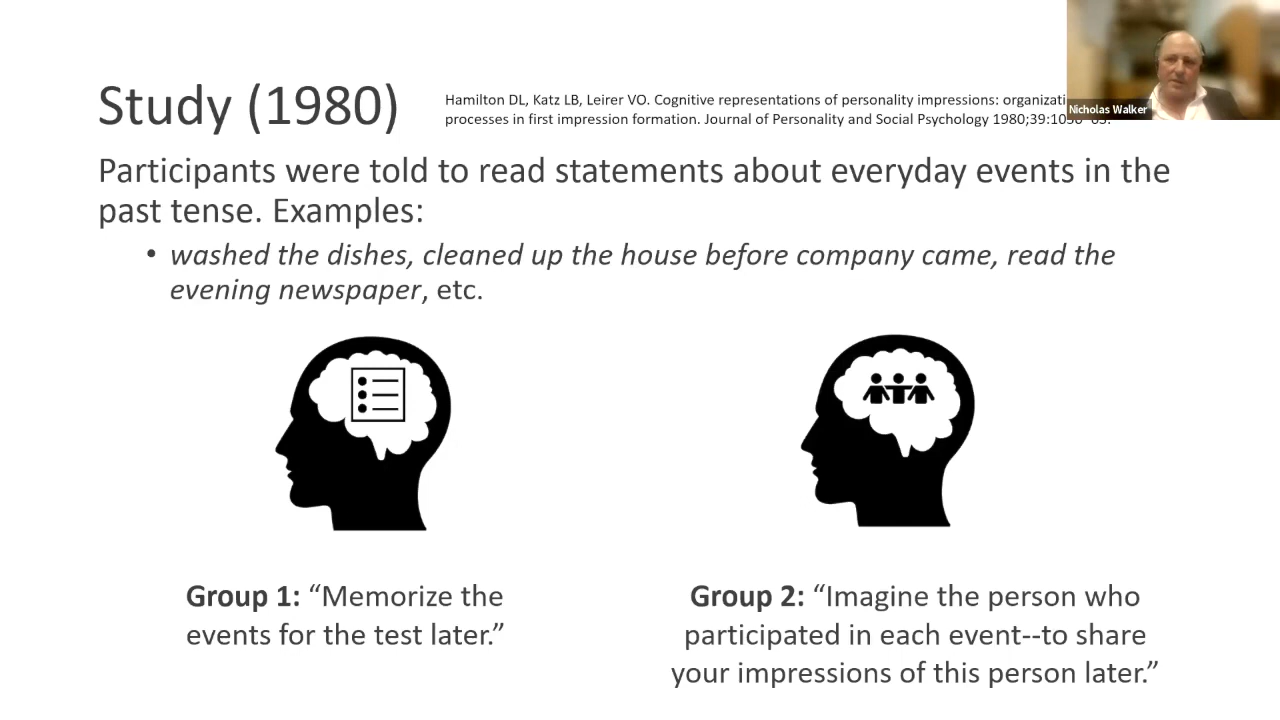 Study (1980)
Hamilton DL, Katz LB, Leirer VO. Cognitive representations of personality impressions: organizati
processes in first impression formation. Journal of Personality and Social Psychology 1980;39:1050
Nicholas Walker
Participants were told to read statements about everyday events in the
past tense. Examples:
• washed the dishes, cleaned up the house before company came, read the
evening newspaper, etc.
Group 1: “Memorize the
events for the test later.”
Group 2: “Imagine the person who
participated in each event--to share
your impressions of this person later.”